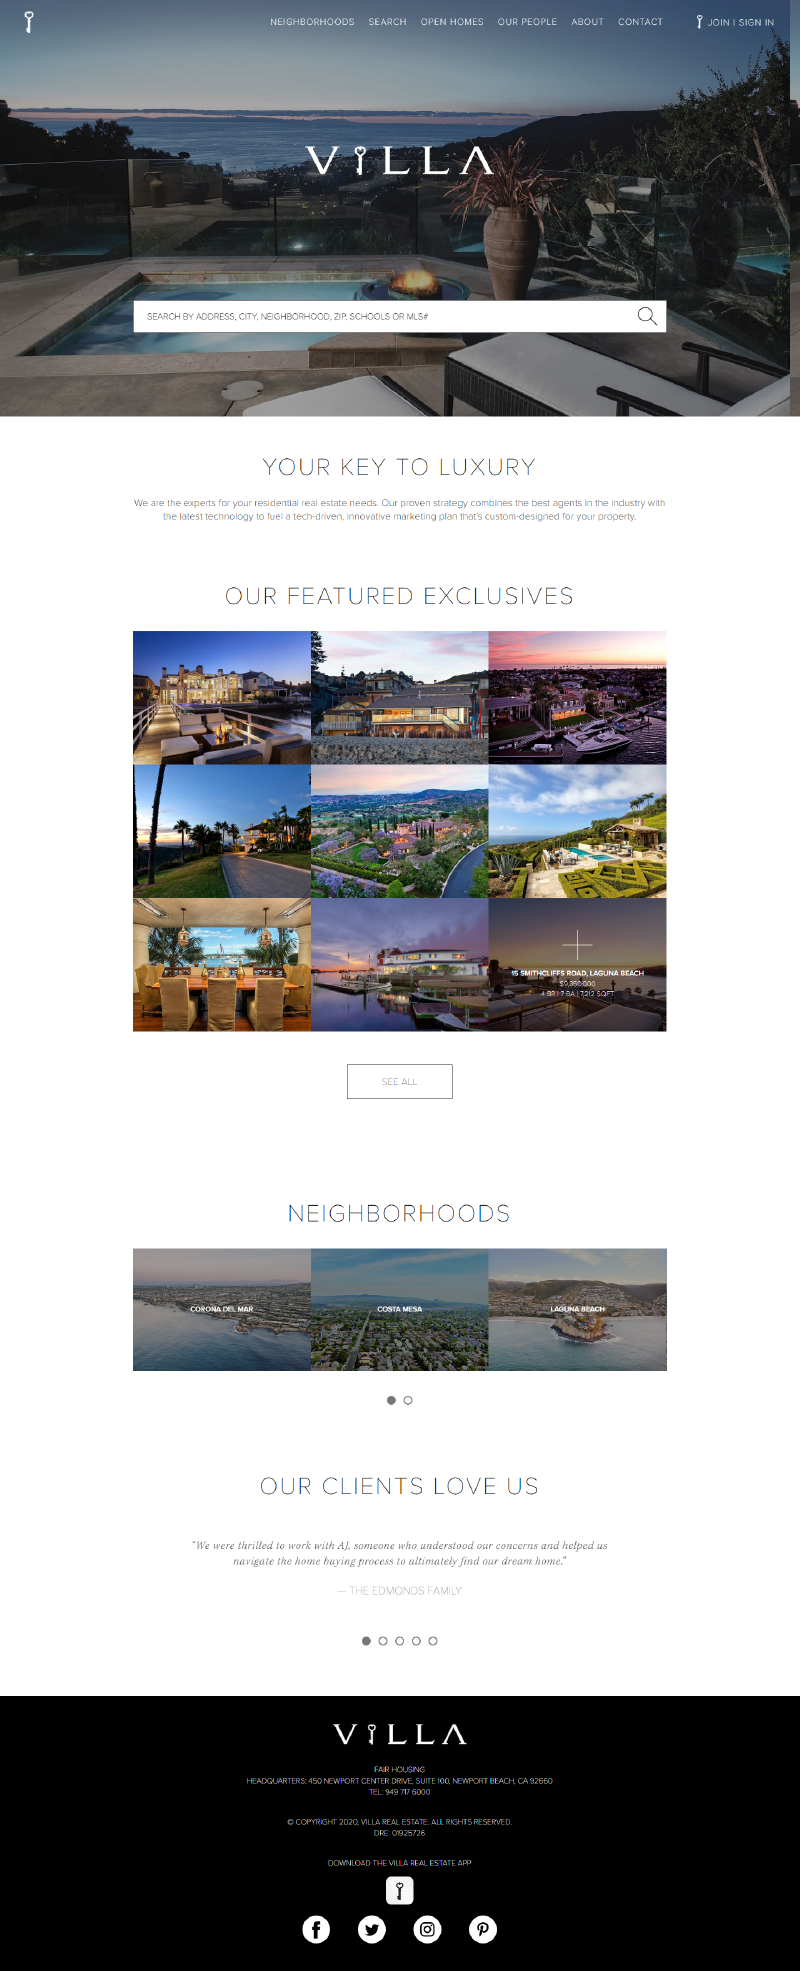 NEIGHBORHOODS SEARCH OPEN HOMES OUR PEOPLE ABOUT CONTACT JOIN | SIGN IN
VILLA
SEARCH BY ADDRESS, CITY, NEIGHBORHOOD, ZIP, SCHOOLS OR MLS#
YOUR KEY TO LUXURY
We are the experts for your residential real estate needs. Our proven strategy combines the best agents in the industry with
the latest technology to fuel a tech-driven, innovative marketing plan that's custom-designed for your property.
OUR FEATURED EXCLUSIVES
15 SMITHCLIFFS ROAD, LAGUNA BEACH
$9,350,000
4 BR | 7 BA | 7,212 SQFT
SEE ALL
NEIGHBORHOODS
CORONA DEL MAR
COSTA MESA
LAGUNA BEACH
OUR CLIENTS LOVE US
"We were thrilled to work with AJ, someone who understood our concerns and helped us
navigate the home buying process to ultimately find our dream home."
— THE EDMONDS FAMILY
VILLA
FAIR HOUSING
HEADQUARTERS: 450 NEWPORT CENTER DRIVE, SUITE 100, NEWPORT BEACH, CA 92660
TEL: 949 717 6000
© COPYRIGHT 2020, VILLA REAL ESTATE. ALL RIGHTS RESERVED.
DRE: 01925726
DOWNLOAD THE VILLA REAL ESTATE APP